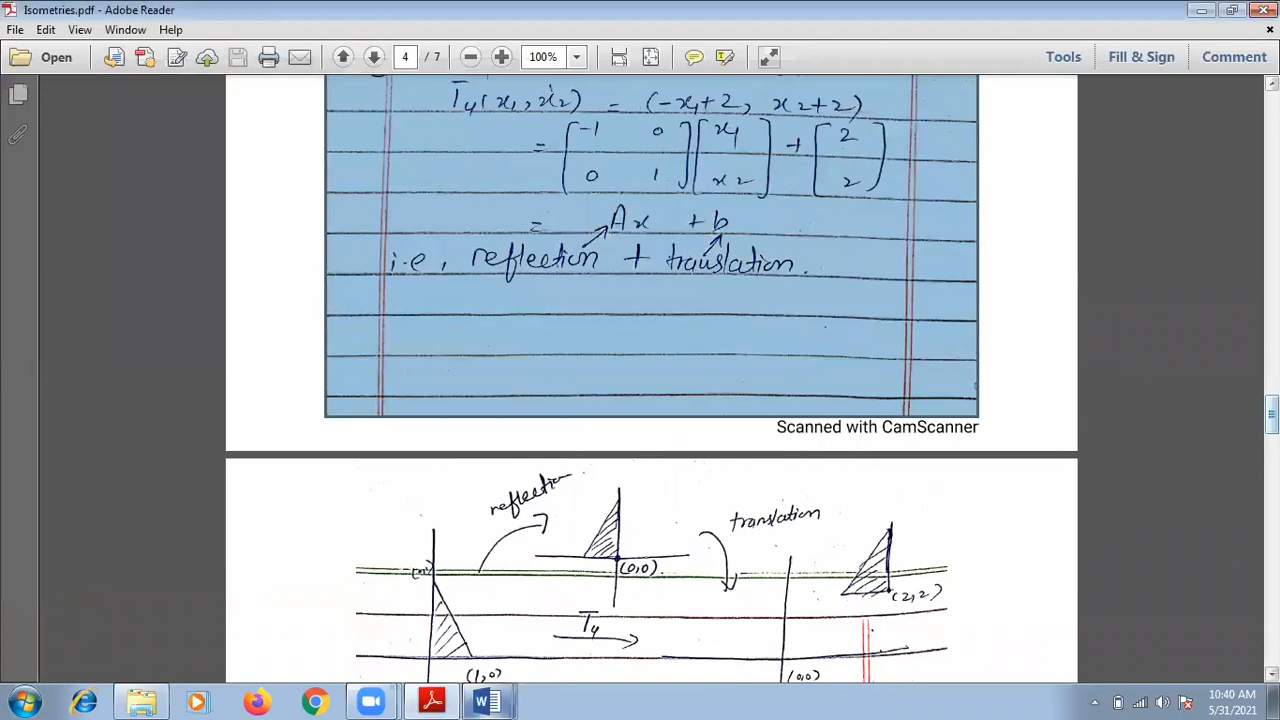 Isometries.pdf - Adobe Reader
File Edit View Window Help
Open 4 / 7 100% Tools Fill & Sign Comment
T4(x1, x2) = (-x1+2, x2+2)
= [-1 0 [x1 + [2
0 1] x2] 2]
= Ax + b
i.e, reflection + translation.
Scanned with CamScanner
reflection
translation
(0,0).
(2,2)
T4
(1,0)
(0,0)
10:40 AM
5/31/2021